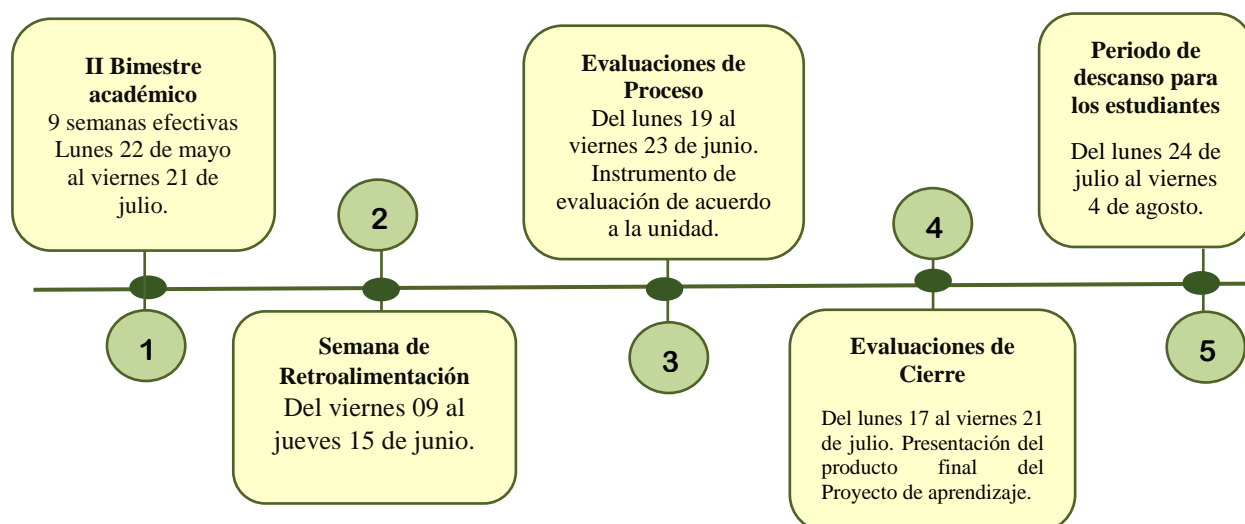 II Bimestre
académico
9 semanas efectivas
Lunes 22 de mayo
al viernes 21 de
julio.
1
2
Semana de
Retroalimentación
Del viernes 09 al
jueves 15 de junio.
Evaluaciones de
Proceso
Del lunes 19 al
viernes 23 de junio.
Instrumento de
evaluación de acuerdo
a la unidad.
3
4
Evaluaciones de
Cierre
Del lunes 17 al viernes 21
de julio. Presentación del
producto final del
Proyecto de aprendizaje.
Periodo de
descanso para
los estudiantes
Del lunes 24 de
julio al viernes
4 de agosto.
5